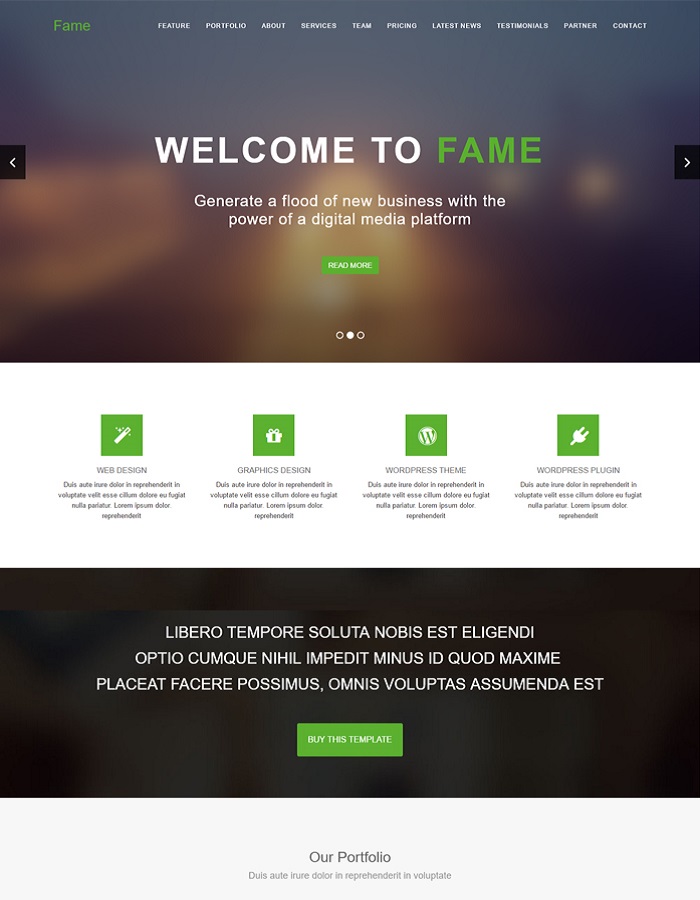 Fame
FEATURE PORTFOLIO ABOUT SERVICES TEAM PRICING LATEST NEWS TESTIMONIALS PARTNER CONTACT
WELCOME TO FAME
Generate a flood of new business with the
power of a digital media platform
READ MORE
WEB DESIGN
Duis aute irure dolor in reprehenderit in
voluptate velit esse cillum dolore eu fugiat
nulla pariatur. Lorem ipsum dolor
reprehenderit
GRAPHICS DESIGN
Duis aute irure dolor in reprehenderit in
voluptate velit esse cillum dolore eu fugiat
nulla pariatur. Lorem ipsum dolor
reprehenderit
WORDPRESS THEME
Duis aute irure dolor in reprehenderit in
voluptate velit esse cillum dolore eu fugiat
nulla pariatur. Lorem ipsum dolor
reprehenderit
WORDPRESS PLUGIN
Duis aute irure dolor in reprehenderit in
voluptate velit esse cillum dolore eu fugiat
nulla pariatur. Lorem ipsum dolor
reprehenderit
LIBERO TEMPORE SOLUTA NOBIS EST ELIGENDI
OPTIO CUMQUE NIHIL IMPEDIT MINUS ID QUOD MAXIME
PLACEAT FACERE POSSIMUS, OMNIS VOLUPTAS ASSUMENDA EST
BUY THIS TEMPLATE
Our Portfolio
Duis aute irure dolor in reprehenderit in voluptate